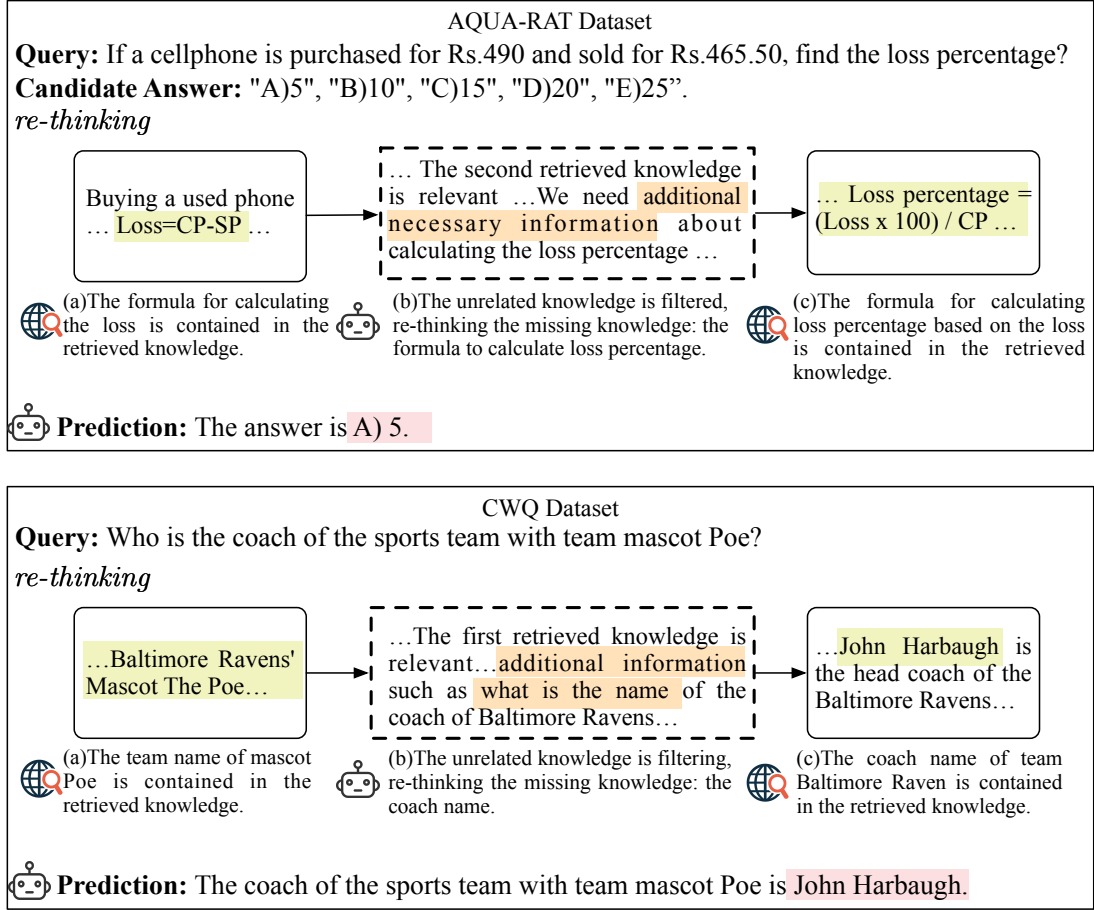 AQUA-RAT Dataset
Query: If a cellphone is purchased for Rs.490 and sold for Rs.465.50, find the loss percentage?
Candidate Answer: "A)5", "B)10", "C)15", "D)20", "E)25”.
re-thinking
Buying a used phone
… Loss=CP-SP …
… The second retrieved knowledge
is relevant …We need additional
necessary information about
calculating the loss percentage …
… Loss percentage =
(Loss x 100) / CP …
(a)The formula for calculating
the loss is contained in the
retrieved knowledge.
(b)The unrelated knowledge is filtered,
re-thinking the missing knowledge: the
formula to calculate loss percentage.
(c)The formula for calculating
loss percentage based on the loss
is contained in the retrieved
knowledge.
Prediction: The answer is A) 5.
CWQ Dataset
Query: Who is the coach of the sports team with team mascot Poe?
re-thinking
…Baltimore Ravens'
Mascot The Poe…
…The first retrieved knowledge is
relevant…additional information
such as what is the name of the
coach of Baltimore Ravens…
…John Harbaugh is
the head coach of the
Baltimore Ravens…
(a)The team name of mascot
Poe is contained in the
retrieved knowledge.
(b)The unrelated knowledge is filtering,
re-thinking the missing knowledge: the
coach name.
(c)The coach name of team
Baltimore Raven is contained
in the retrieved knowledge.
Prediction: The coach of the sports team with team mascot Poe is John Harbaugh.